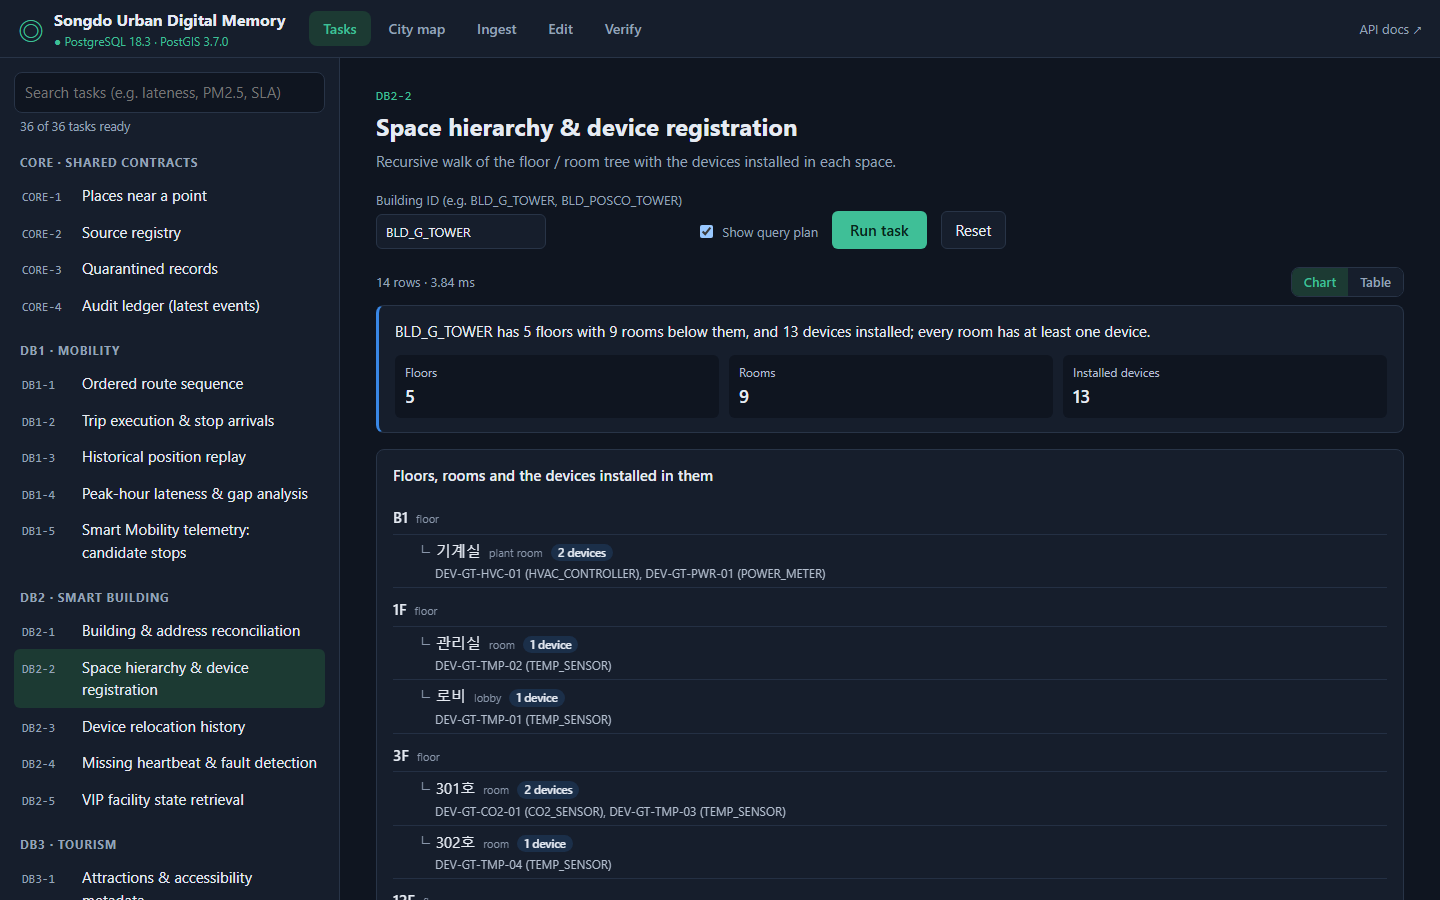 Songdo Urban Digital Memory
● PostgreSQL 18.3 · PostGIS 3.7.0
Tasks
City map
Ingest
Edit
Verify
API docs ↗
Search tasks (e.g. lateness, PM2.5, SLA)
36 of 36 tasks ready
CORE · SHARED CONTRACTS
CORE-1 Places near a point
CORE-2 Source registry
CORE-3 Quarantined records
CORE-4 Audit ledger (latest events)
DB1 · MOBILITY
DB1-1 Ordered route sequence
DB1-2 Trip execution & stop arrivals
DB1-3 Historical position replay
DB1-4 Peak-hour lateness & gap analysis
DB1-5 Smart Mobility telemetry:
candidate stops
DB2 · SMART BUILDING
DB2-1 Building & address reconciliation
DB2-2 Space hierarchy & device
registration
DB2-3 Device relocation history
DB2-4 Missing heartbeat & fault detection
DB2-5 VIP facility state retrieval
DB3 · TOURISM
DB3-1 Attractions & accessibility
DB2-2
Space hierarchy & device registration
Recursive walk of the floor / room tree with the devices installed in each space.
Building ID (e.g. BLD_G_TOWER, BLD_POSCO_TOWER)
BLD_G_TOWER
Show query plan
Run task
Reset
14 rows · 3.84 ms
Chart
Table
BLD_G_TOWER has 5 floors with 9 rooms below them, and 13 devices installed; every room has at least one device.
Floors
5
Rooms
9
Installed devices
13
Floors, rooms and the devices installed in them
B1 floor
└ 기계실 plant room 2 devices
DEV-GT-HVC-01 (HVAC_CONTROLLER), DEV-GT-PWR-01 (POWER_METER)
1F floor
└ 관리실 room 1 device
DEV-GT-TMP-02 (TEMP_SENSOR)
└ 로비 lobby 1 device
DEV-GT-TMP-01 (TEMP_SENSOR)
3F floor
└ 301호 room 2 devices
DEV-GT-CO2-01 (CO2_SENSOR), DEV-GT-TMP-03 (TEMP_SENSOR)
└ 302호 room 1 device
DEV-GT-TMP-04 (TEMP_SENSOR)